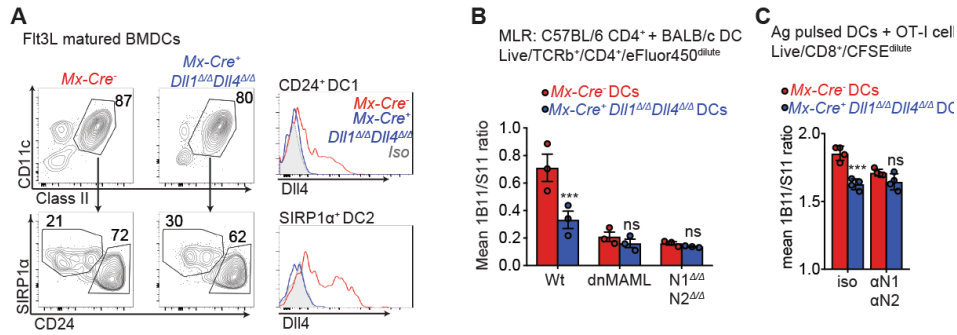 A
Flt3L matured BMDCs
Mx-Cre⁻
Mx-Cre⁺
Dll1Δ/ΔDll4Δ/Δ
87
80
CD11c
Class II
21
72
30
62
SIRP1α
CD24
CD24⁺ DC1
Mx-Cre⁻
Mx-Cre⁺
Dll1Δ/ΔDll4Δ/Δ
Iso
Dll4
SIRP1α⁺ DC2
Dll4
B
MLR: C57BL/6 CD4⁺ + BALB/c DC
Live/TCRb⁺/CD4⁺/eFluor450dilute
Mx-Cre⁻ DCs
Mx-Cre⁺ Dll1Δ/ΔDll4Δ/Δ DCs
Mean 1B11/S11 ratio
1.0
0.8
0.6
0.4
0.2
0.0
***
ns
ns
Wt
dnMAML
N1Δ/Δ
N2Δ/Δ
C
Ag pulsed DCs + OT-I cell
Live/CD8⁺/CFSEdilute
Mx-Cre⁻ DCs
Mx-Cre⁺ Dll1Δ/ΔDll4Δ/Δ DC
mean 1B11/S11 ratio
2.0
1.5
1.0
***
ns
iso
αN1
αN2